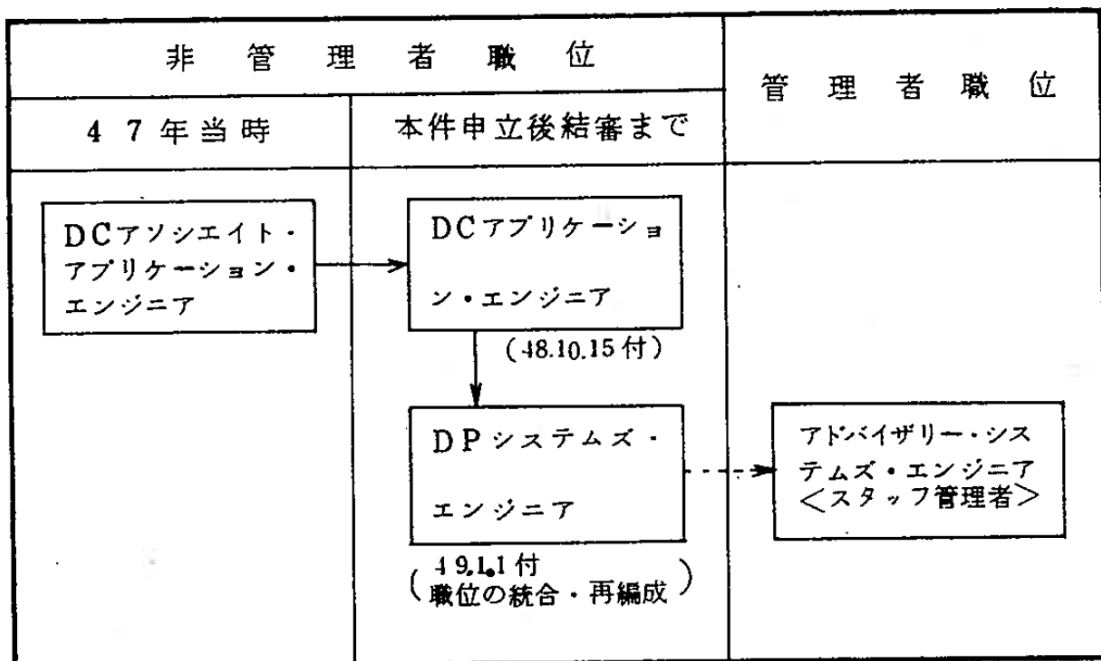 非管理者職位
管理者職位
47年当時
本件申立後結審まで
DCアソシエイト・
アプリケーション・
エンジニア
DCアプリケーショ
ン・エンジニア
(48.10.15付)
DPシステムズ・
エンジニア
(49.1.1付
職位の統合・再編成)
アドバイザリー・シス
テムズ・エンジニア
<スタッフ管理者>